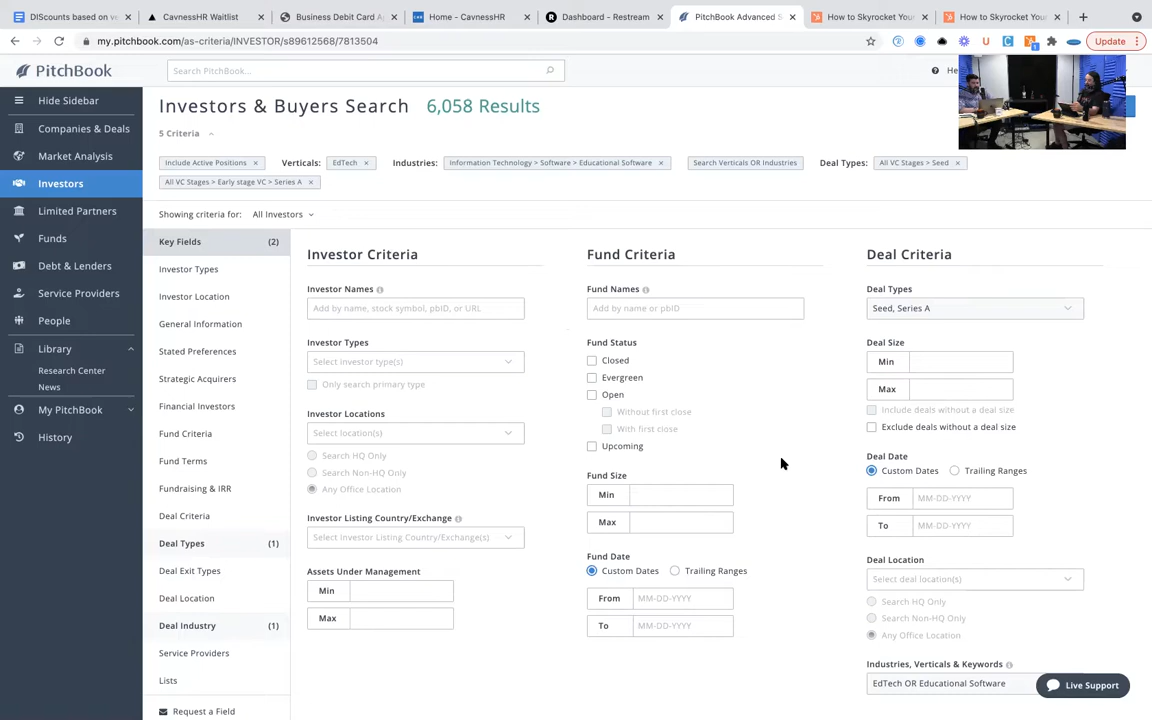 DIScounts on based on ve
CavnessHR Waitlist
Business Debit Card Ag
Home - CavnessHR
Dashboard - Restream
PitchBook Advanced S
How to Skyrocket Your
How to Skyrocket Your
my.pitchbook.com/as-criteria/INVESTOR/s89612568/7813504
Update
PitchBook
Search PitchBook...
He
Hide Sidebar
Companies & Deals
Market Analysis
Investors
Limited Partners
Funds
Debt & Lenders
Service Providers
People
Library
Research Center
News
My PitchBook
History
Investors & Buyers Search 6,058 Results
5 Criteria
Include Active Positions × Verticals: EdTech × Industries: Information Technology > Software > Educational Software × Search Verticals OR Industries Deal Types: All VC Stages > Seed ×
All VC Stages > Early stage VC > Series A ×
Showing criteria for: All Investors
Key Fields (2)
Investor Types
Investor Location
General Information
Stated Preferences
Strategic Acquirers
Financial Investors
Fund Criteria
Fund Terms
Fundraising & IRR
Deal Criteria
Deal Types (1)
Deal Exit Types
Deal Location
Deal Industry (1)
Service Providers
Lists
Request a Field
Investor Criteria
Investor Names
Add by name, stock symbol, pbID, or URL
Investor Types
Select investor type(s)
Only search primary type
Investor Locations
Select location(s)
Search HQ Only
Search Non-HQ Only
Any Office Location
Investor Listing Country/Exchange
Select Investor Listing Country/Exchange(s)
Assets Under Management
Min
Max
Fund Criteria
Fund Names
Add by name or pbID
Fund Status
Closed
Evergreen
Open
Without first close
With first close
Upcoming
Fund Size
Min
Max
Fund Date
Custom Dates Trailing Ranges
From MM-DD-YYYY
To MM-DD-YYYY
Deal Criteria
Deal Types
Seed, Series A
Deal Size
Min
Max
Include deals without a deal size
Exclude deals without a deal size
Deal Date
Custom Dates Trailing Ranges
From MM-DD-YYYY
To MM-DD-YYYY
Deal Location
Select deal location(s)
Search HQ Only
Search Non-HQ Only
Any Office Location
Industries, Verticals & Keywords
EdTech OR Educational Software
Live Support